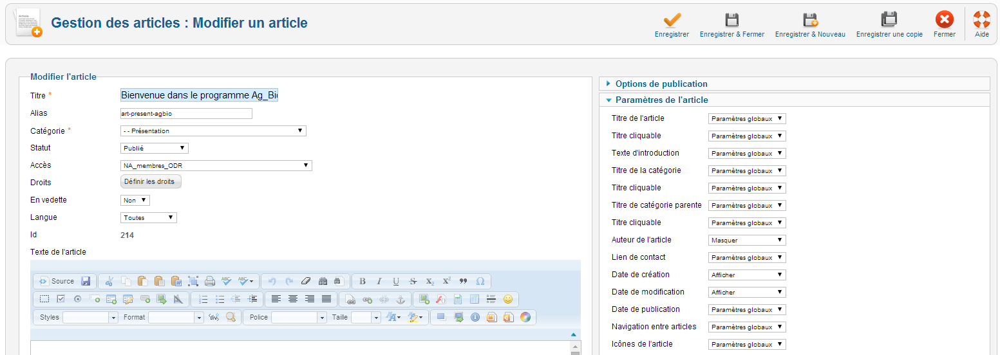 Gestion des articles : Modifier un article
Enregistrer
Enregistrer & Fermer
Enregistrer & Nouveau
Enregistrer une copie
Fermer
Aide
Modifier l'article
Titre * Bienvenue dans le programme
Alias art-present-agbio
Catégorie * - - Présentation
Statut Publié
Accès NA_membres_ODR
Droits Définir les droits
En vedette Non
Langue Toutes
Id 214
Texte de l'article
Source
Styles Format Police Taille
Options de publication
Paramètres de l'article
Titre de l'article Paramètres globaux
Titre cliquable Paramètres globaux
Texte d'introduction Paramètres globaux
Titre de la catégorie Paramètres globaux
Titre cliquable Paramètres globaux
Titre de catégorie parente Paramètres globaux
Titre cliquable Paramètres globaux
Auteur de l'article Masquer
Lien de contact Paramètres globaux
Date de création Afficher
Date de modification Afficher
Date de publication Paramètres globaux
Navigation entre articles Paramètres globaux
Icônes de l'article Paramètres globaux